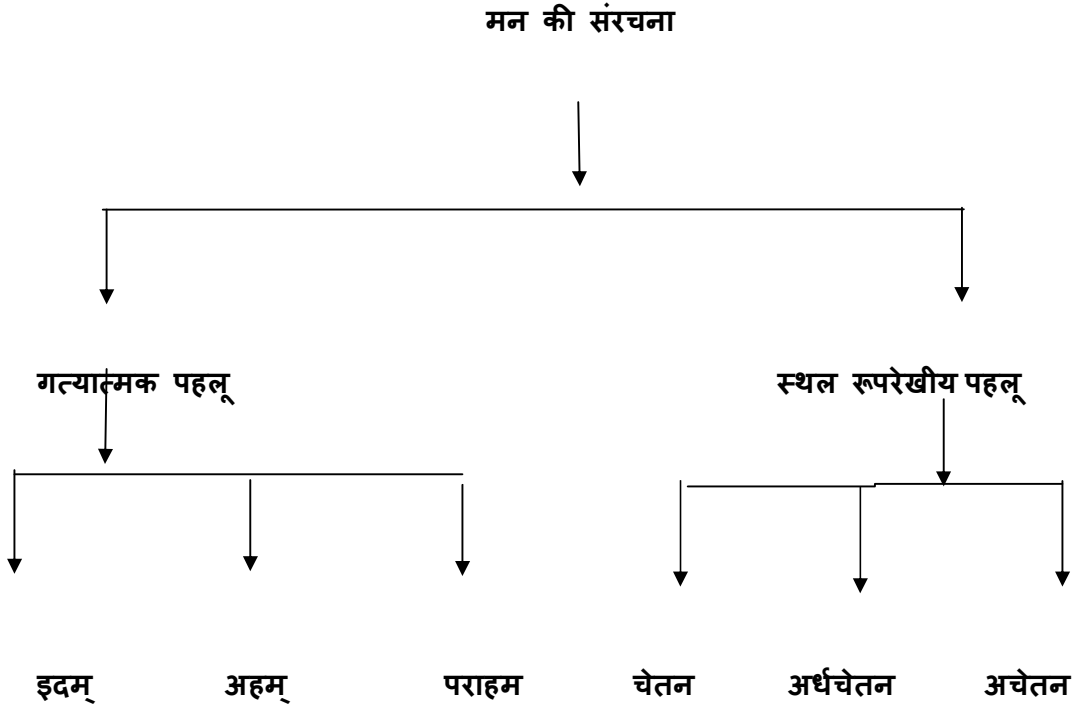 मन की संरचना
गत्यात्मक पहलू स्थल रूपरेखीय पहलू
इदम् अहम् पराहम चेतन अर्धचेतन अचेतन